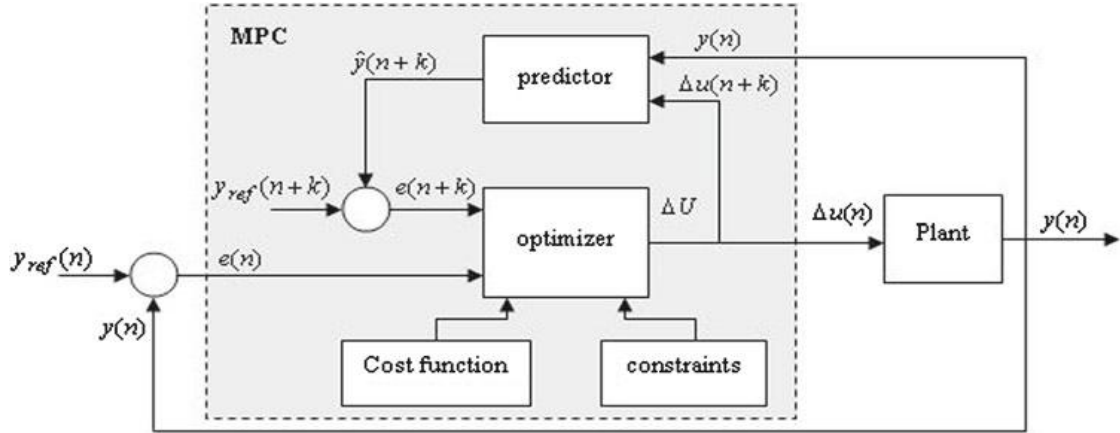 MPC
y(n)
ŷ(n+k)
predictor
Δu(n+k)
y_ref(n+k)
e(n+k)
ΔU
Δu(n)
y(n)
optimizer
Plant
y_ref(n)
e(n)
y(n)
Cost function
constraints